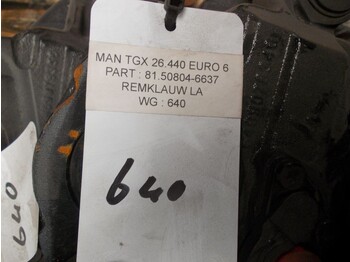 MAN TGX 26.440 EURO 6
PART : 81.50804-6637
REMKLAUW LA
WG : 640
640
640